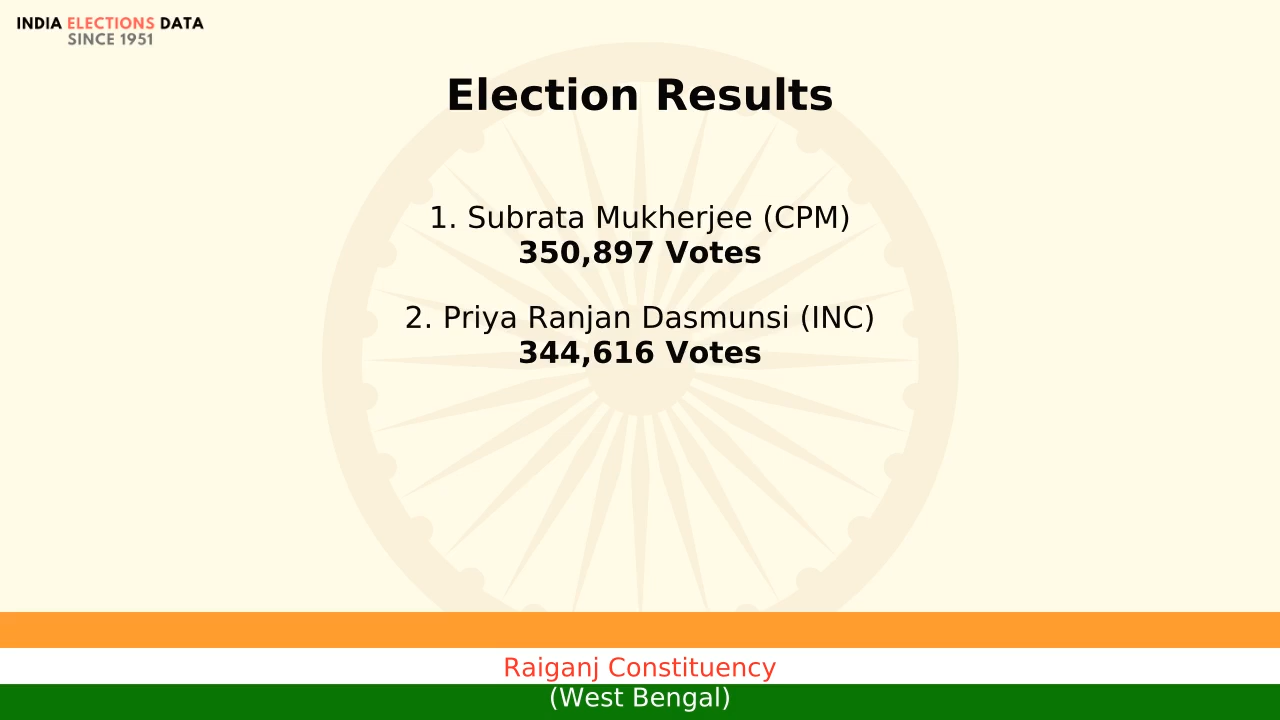 INDIA ELECTIONS DATA
SINCE 1951
Election Results
1. Subrata Mukherjee (CPM)
350,897 Votes
2. Priya Ranjan Dasmunsi (INC)
344,616 Votes
Raiganj Constituency
(West Bengal)